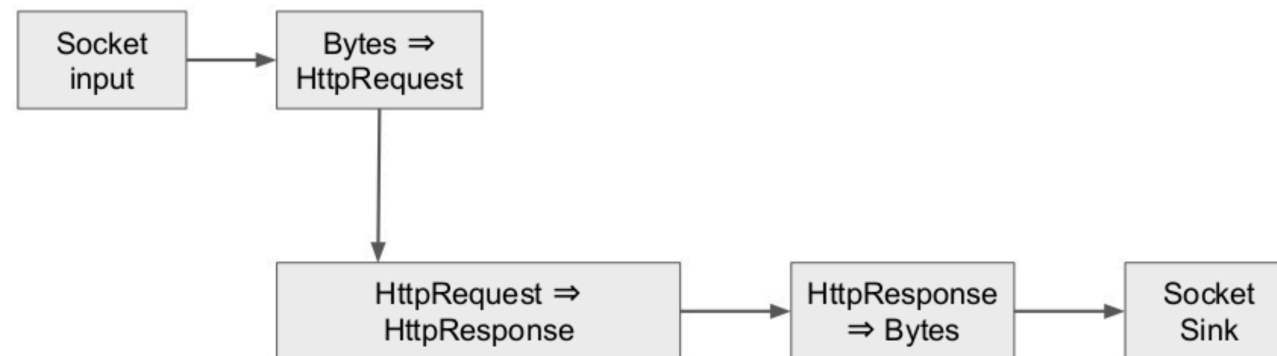 Socket
input
Bytes ⇒
HttpRequest
HttpRequest ⇒
HttpResponse
HttpResponse
⇒ Bytes
Socket
Sink